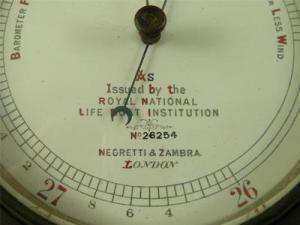 BAROMETER
R LESS WIND.
AS
Issued by the
ROYAL NATIONAL
LIFE BOAT INSTITUTION
No 26254
NEGRETTI & ZAMBRA.
LONDON
27
26
8
6
4